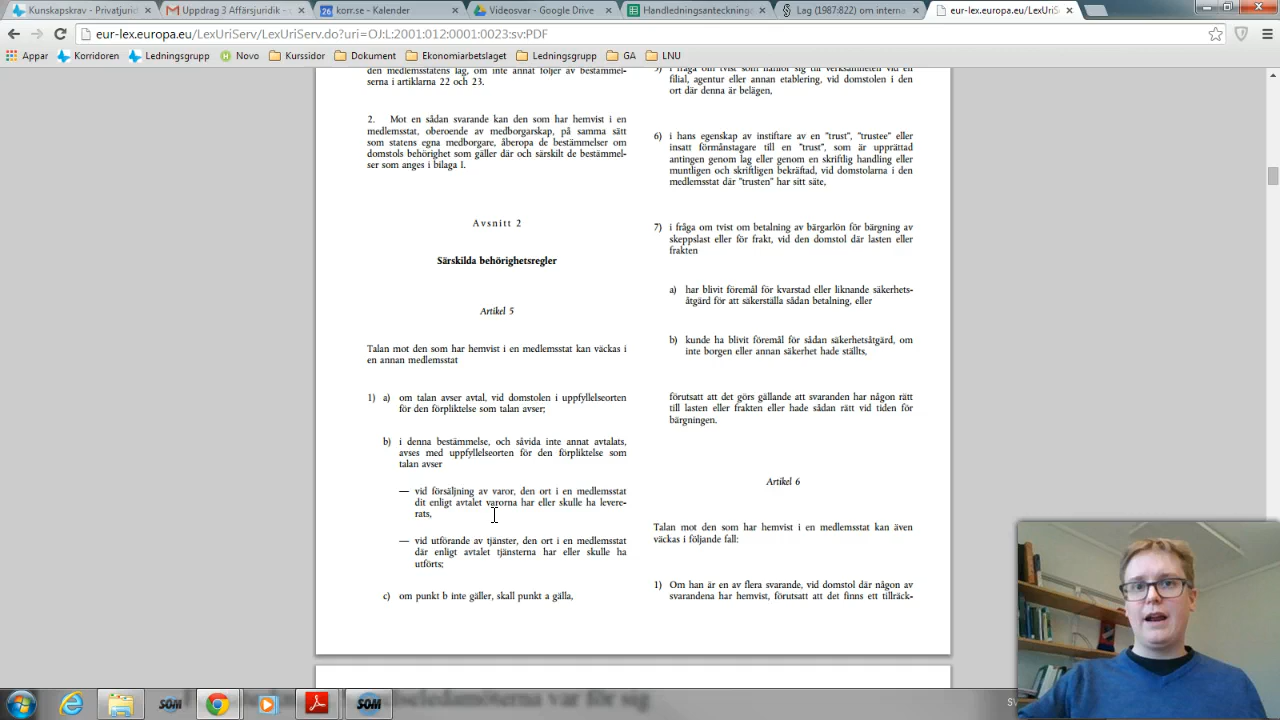 Kunskapskrav - Privatjurid
Uppdrag 3 Affärsjuridik – s
korr.se – Kalender
Videosvar - Google Drive
Handledningsanteckning
Lag (1987:822) om interna
eur-lex.europa.eu/LexUriS
eur-lex.europa.eu/LexUriServ/LexUriServ.do?uri=OJ:L:2001:012:0001:0023:sv:PDF
Appar
Korridoren
Ledningsgrupp
Novo
Kurssidor
Dokument
Ekonomiarbetslaget
Ledningsgrupp
GA
LNU
den medlemsstatens lag, om inte annat följer av bestämmel-
serna i artiklarna 22 och 23.
2. Mot en sådan svarande kan den som har hemvist i en
medlemsstat, oberoende av medborgarskap, på samma sätt
som statens egna medborgare, åberopa de bestämmelser om
domstols behörighet som gäller där och särskilt de bestämmel-
ser som anges i bilaga I.
Avsnitt 2
Särskilda behörighetsregler
Artikel 5
Talan mot den som har hemvist i en medlemsstat kan väckas i
en annan medlemsstat
1) a) om talan avser avtal, vid domstolen i uppfyllelseorten
för den förpliktelse som talan avser;
b) i denna bestämmelse, och såvida inte annat avtalats,
avses med uppfyllelseorten för den förpliktelse som
talan avser
— vid försäljning av varor, den ort i en medlemsstat
dit enligt avtalet varorna har eller skulle ha levere-
rats,
— vid utförande av tjänster, den ort i en medlemsstat
där enligt avtalet tjänsterna har eller skulle ha
utförts;
c) om punkt b inte gäller, skall punkt a gälla,
5) i fråga om tvist som hänför sig till verksamheten vid en
filial, agentur eller annan etablering, vid domstolen i den
ort där denna är belägen,
6) i hans egenskap av instiftare av en "trust", "trustee" eller
insatt förmånstagare till en "trust", som är upprättad
antingen genom lag eller genom en skriftlig handling eller
muntligen och skriftligen bekräftad, vid domstolarna i den
medlemsstat där "trusten" har sitt säte,
7) i fråga om tvist om betalning av bärgarlön för bärgning av
skeppslast eller för frakt, vid den domstol där lasten eller
frakten
a) har blivit föremål för kvarstad eller liknande säkerhets-
åtgärd för att säkerställa sådan betalning, eller
b) kunde ha blivit föremål för sådan säkerhetsåtgärd, om
inte borgen eller annan säkerhet hade ställts,
förutsatt att det görs gällande att svaranden har någon rätt
till lasten eller frakten eller hade sådan rätt vid tiden för
bärgningen.
Artikel 6
Talan mot den som har hemvist i en medlemsstat kan även
väckas i följande fall:
1) Om han är en av flera svarande, vid domstol där någon av
svarandena har hemvist, förutsatt att det finns ett tillräck-
var för sig
SOM
SOM
SV